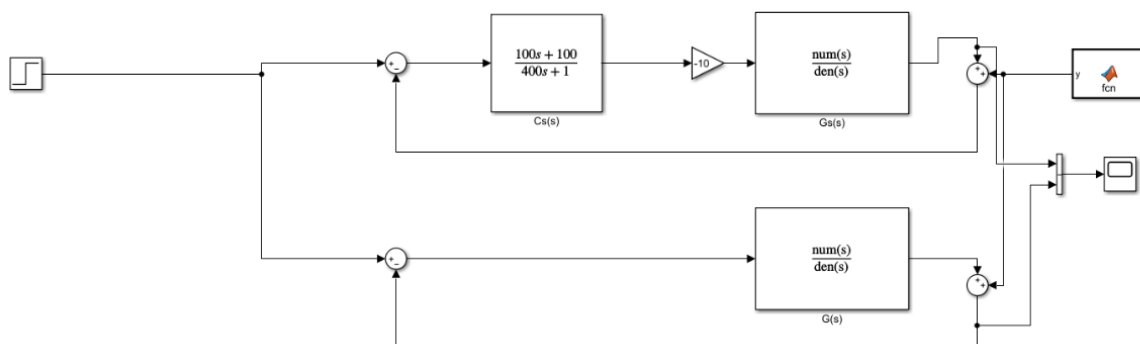 100s + 100
400s + 1
Cs(s)
-10
num(s)
den(s)
Gs(s)
y
fcn
num(s)
den(s)
G(s)